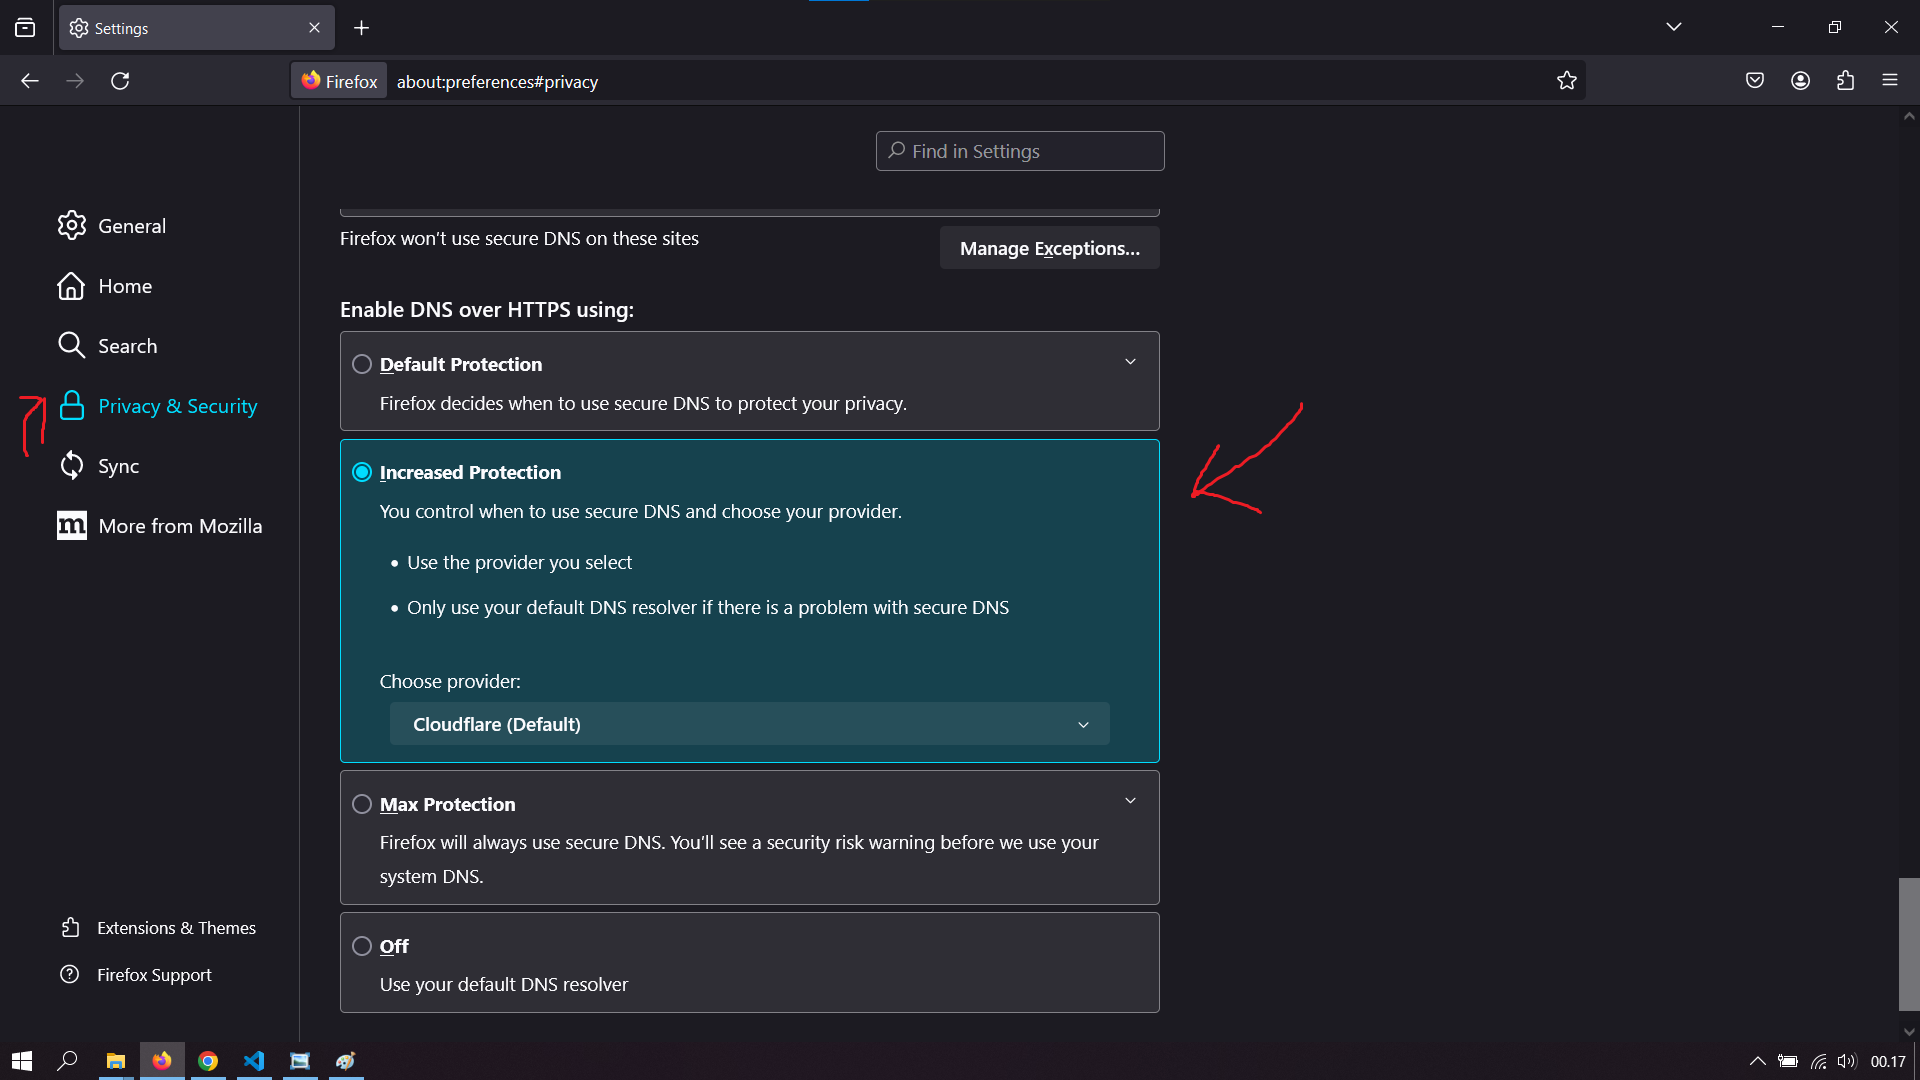 Settings
Firefox about:preferences#privacy
Find in Settings
General
Home
Search
Privacy & Security
Sync
m More from Mozilla
Extensions & Themes
Firefox Support
Firefox won't use secure DNS on these sites
Manage Exceptions...
Enable DNS over HTTPS using:
Default Protection
Firefox decides when to use secure DNS to protect your privacy.
Increased Protection
You control when to use secure DNS and choose your provider.
• Use the provider you select
• Only use your default DNS resolver if there is a problem with secure DNS
Choose provider:
Cloudflare (Default)
Max Protection
Firefox will always use secure DNS. You'll see a security risk warning before we use your
system DNS.
Off
Use your default DNS resolver
00.17